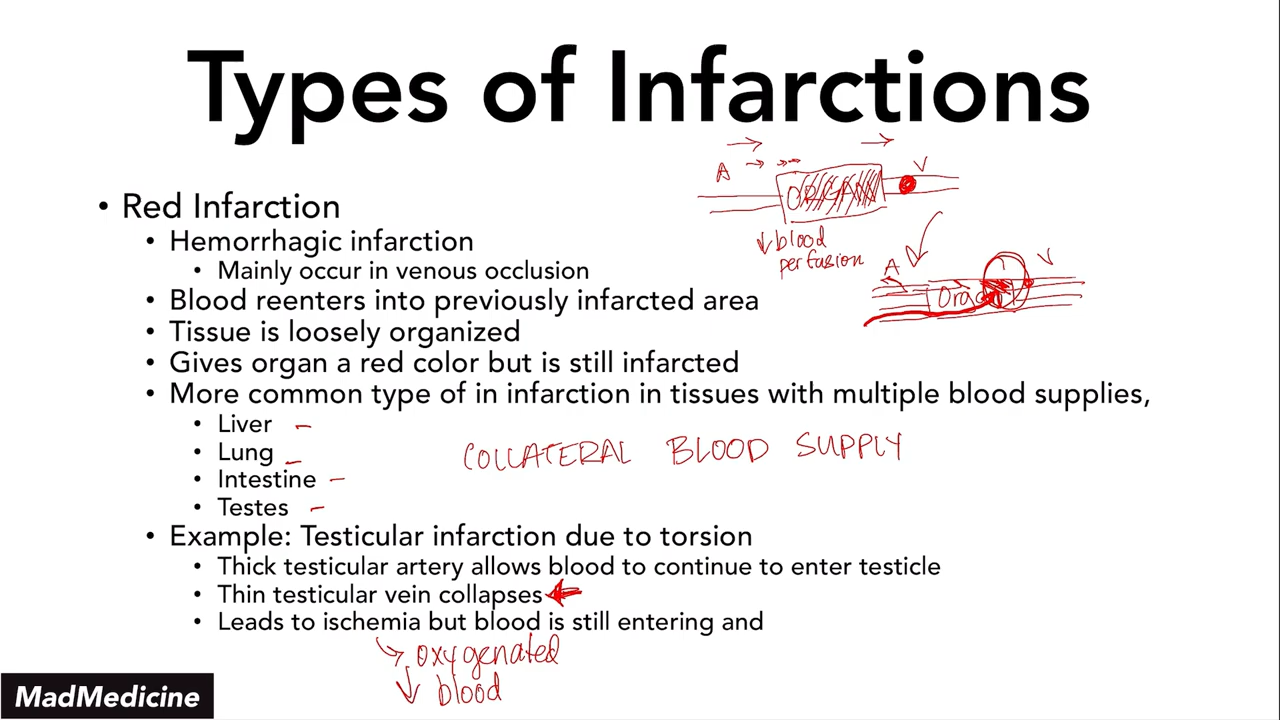 Types of Infarctions
A
V
ORGAN
• Red Infarction
↓ blood
perfusion
• Hemorrhagic infarction
A
V
• Mainly occur in venous occlusion
• Blood reenters into previously infarcted area
• Tissue is loosely organized
• Gives organ a red color but is still infarcted
• More common type of in infarction in tissues with multiple blood supplies,
• Liver
COLLATERAL BLOOD SUPPLY
• Lung
• Intestine
• Testes
• Example: Testicular infarction due to torsion
• Thick testicular artery allows blood to continue to enter testicle
• Thin testicular vein collapses
• Leads to ischemia but blood is still entering and
oxygenated
↓ blood
MadMedicine